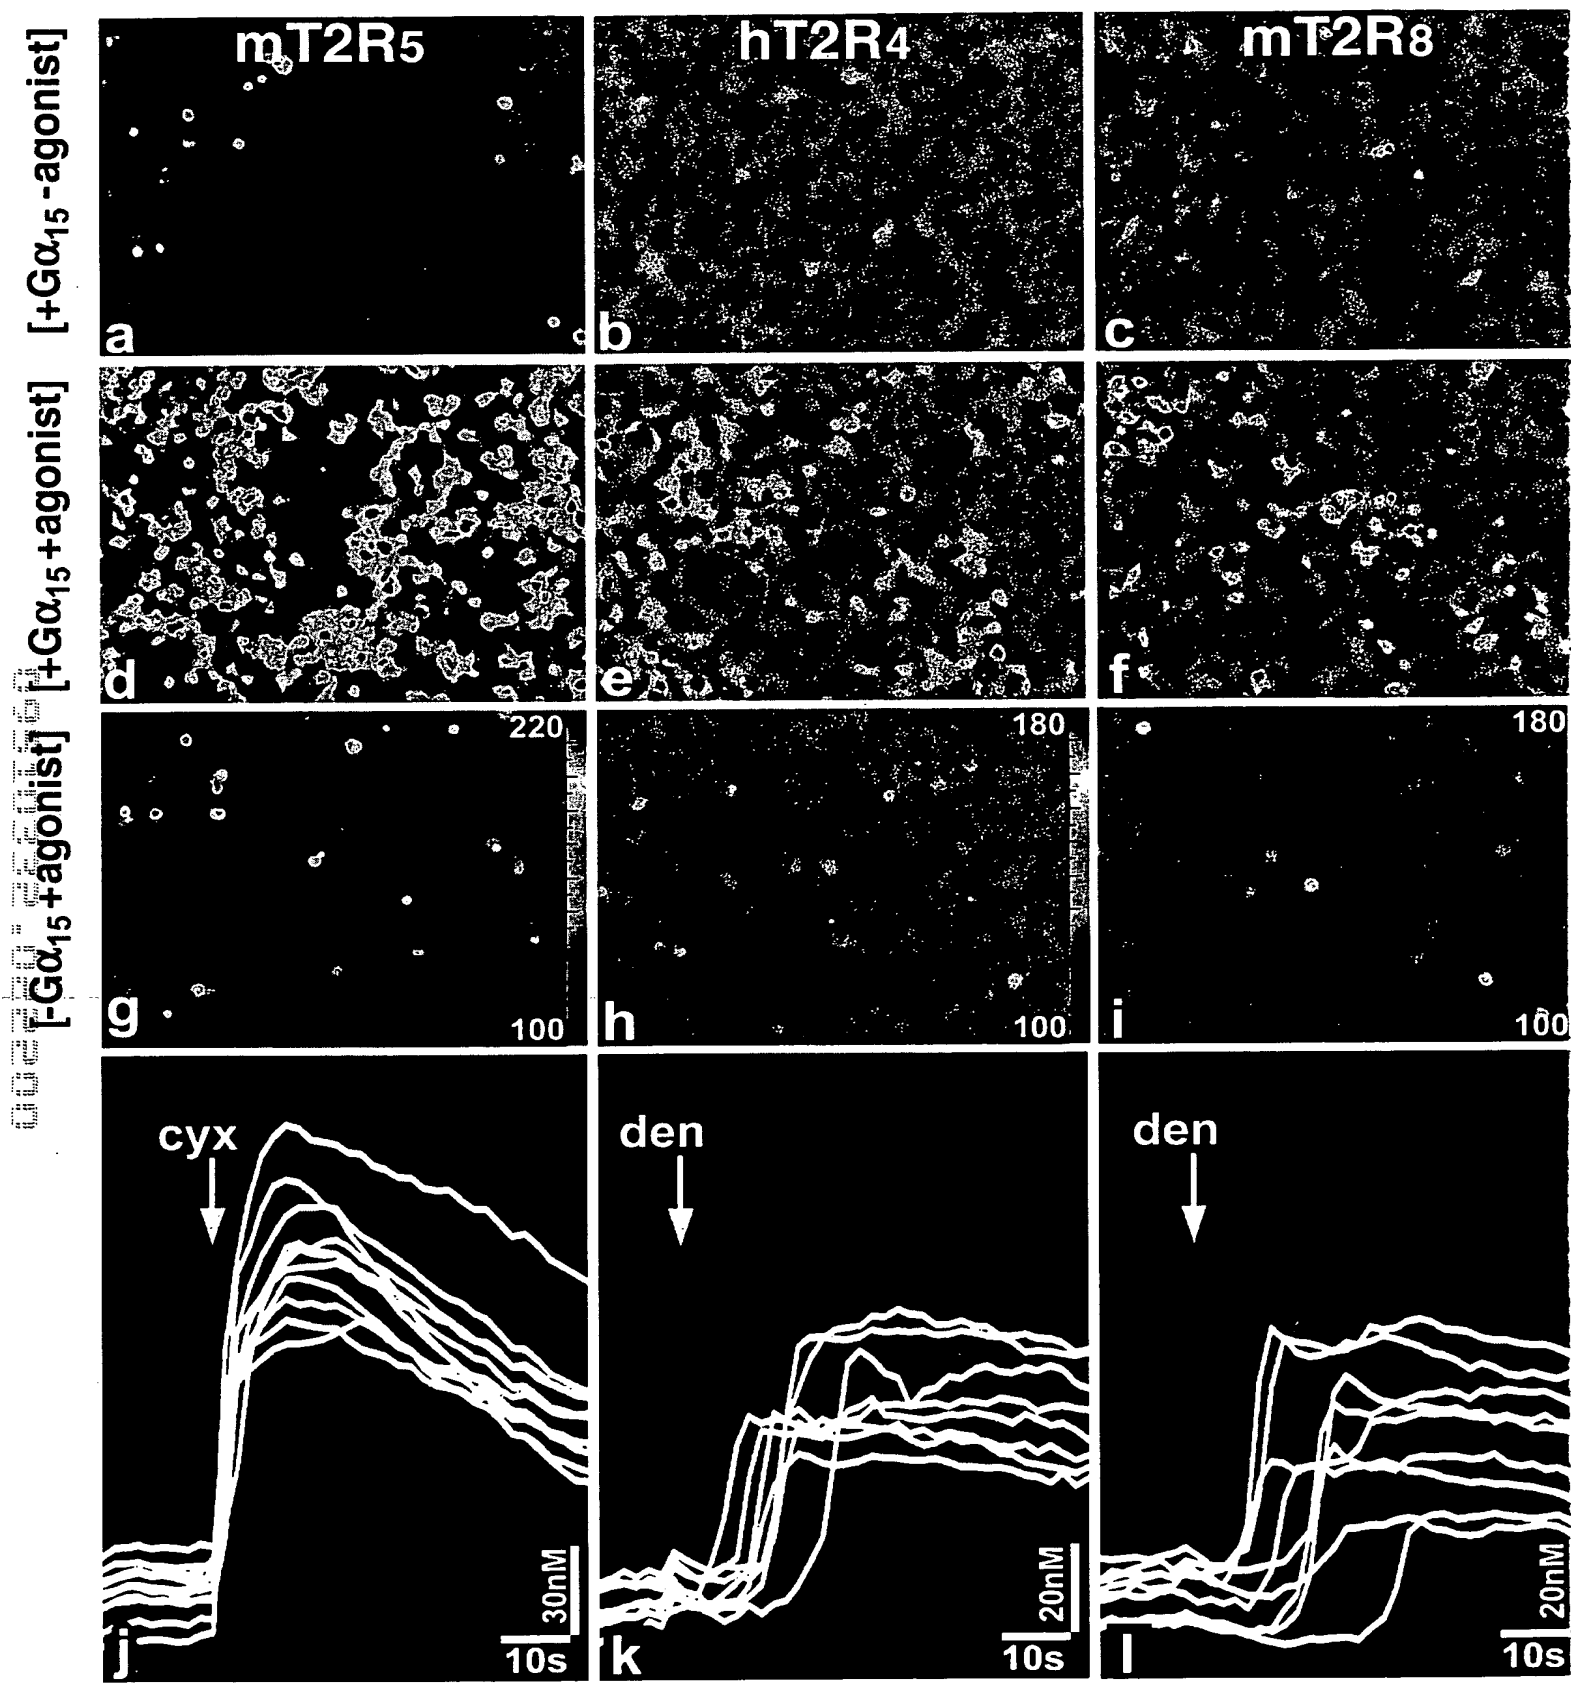 mT2R5 hT2R4 mT2R8
[+Gα15 -agonist]
a b c
[+Gα15 +agonist]
d e f
[-Gα15 +agonist]
220 180 180
g 100 h 100 i 100
cyx den den
30nM 20nM 20nM
j 10s k 10s l 10s